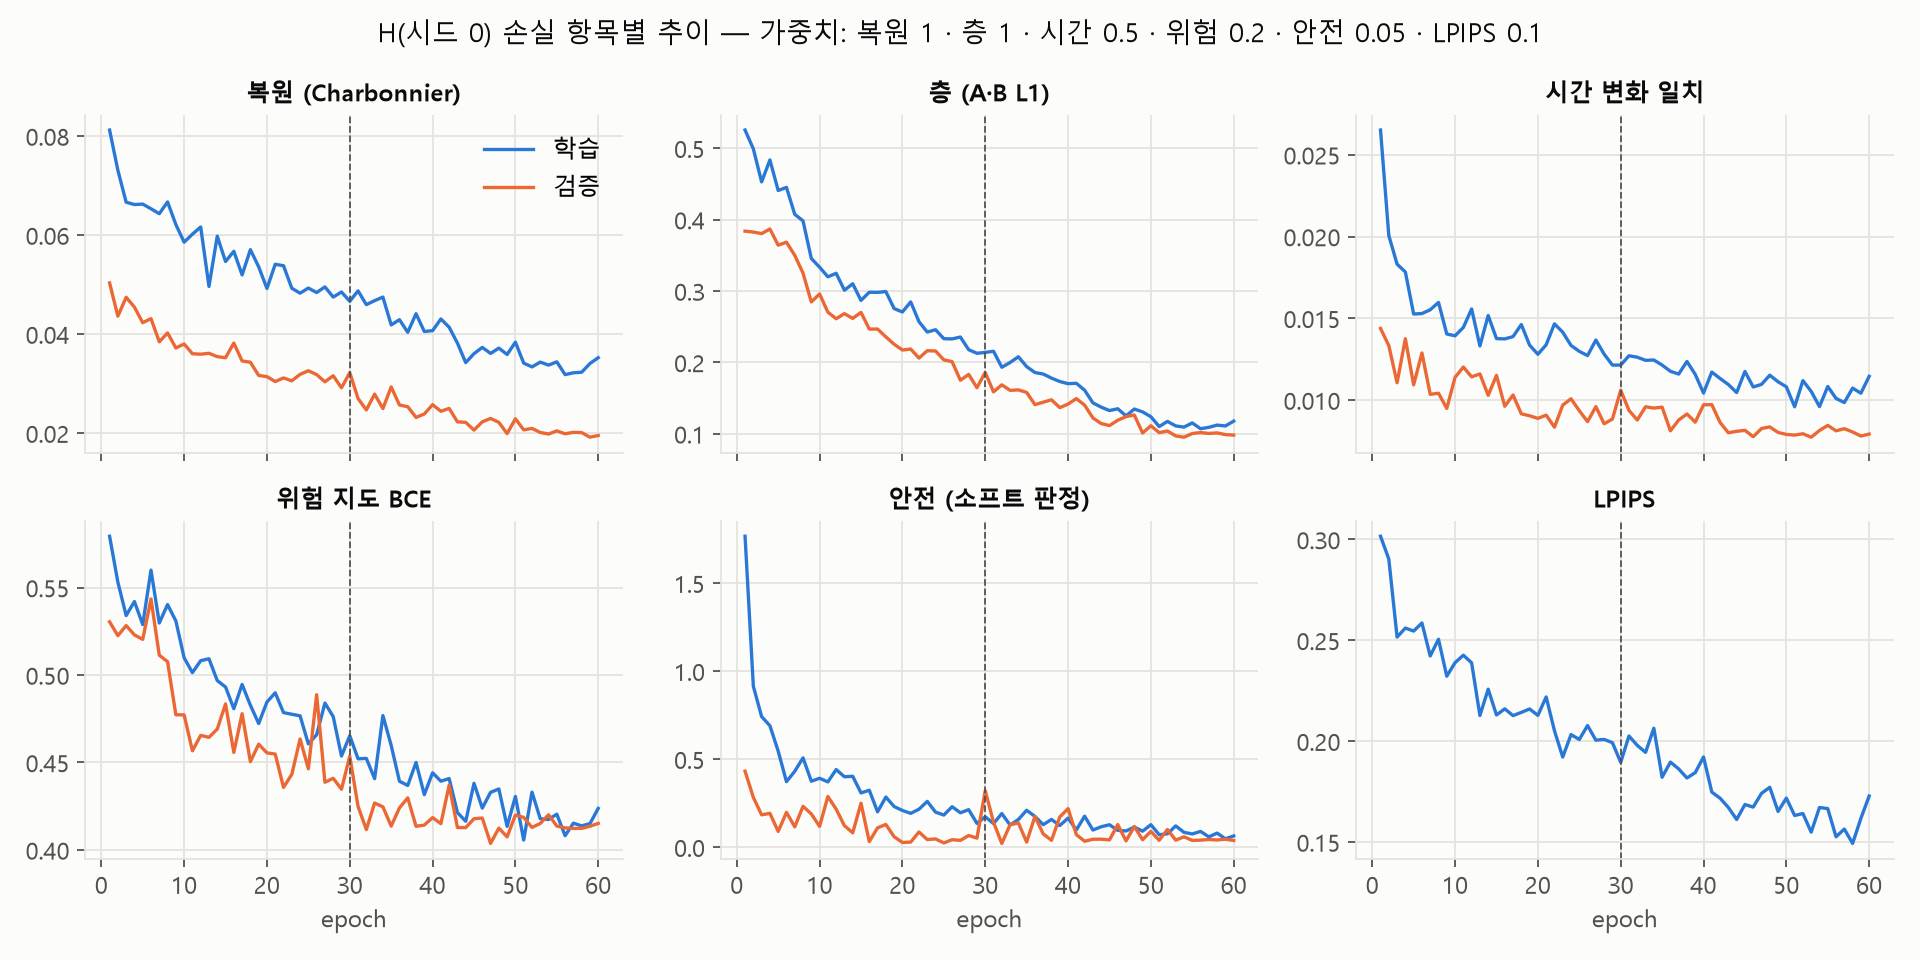 H(시드 0) 손실 항목별 추이 — 가중치: 복원 1 · 층 1 · 시간 0.5 · 위험 0.2 · 안전 0.05 · LPIPS 0.1
복원 (Charbonnier)
0.08
0.06
0.04
0.02
학습
검증
층 (A·B L1)
0.5
0.4
0.3
0.2
0.1
시간 변화 일치
0.025
0.020
0.015
0.010
위험 지도 BCE
0.55
0.50
0.45
0.40
0 10 20 30 40 50 60
epoch
안전 (소프트 판정)
1.5
1.0
0.5
0.0
0 10 20 30 40 50 60
epoch
LPIPS
0.30
0.25
0.20
0.15
0 10 20 30 40 50 60
epoch